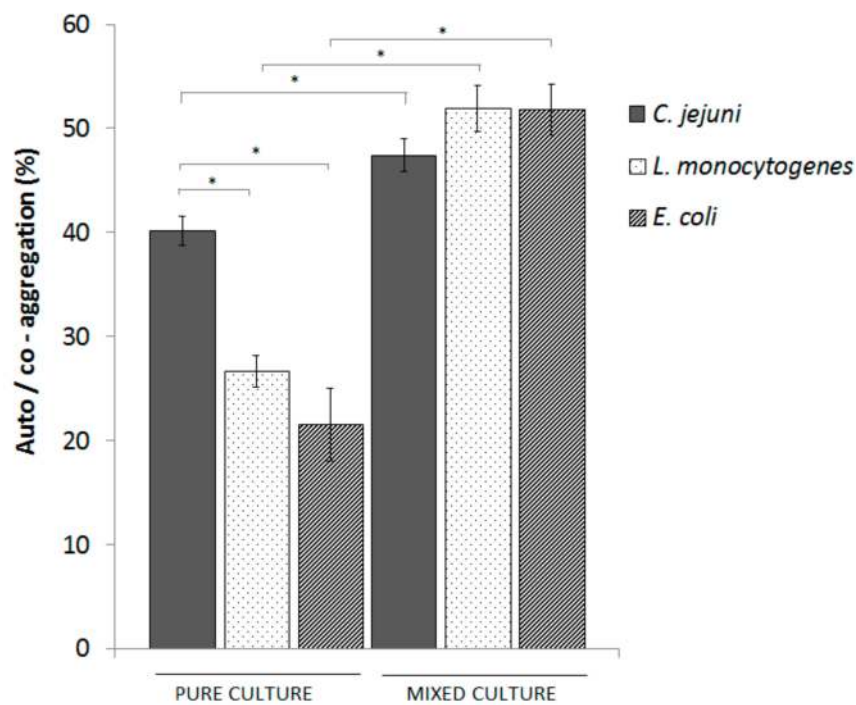 60
50
40
30
20
10
0
Auto / co - aggregation (%)
*
*
*
*
*
C. jejuni
L. monocytogenes
E. coli
PURE CULTURE
MIXED CULTURE